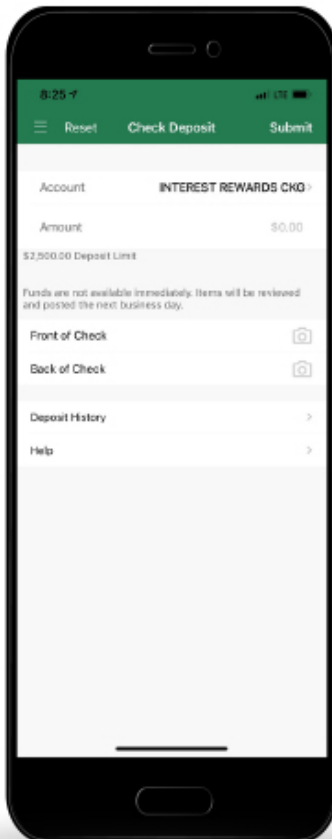 8:25 LTE
Reset Check Deposit Submit
Account INTEREST REWARDS CKG
Amount $0.00
$2,500.00 Deposit Limit
Funds are not available immediately. Items will be reviewed
and posted the next business day.
Front of Check
Back of Check
Deposit History
Help